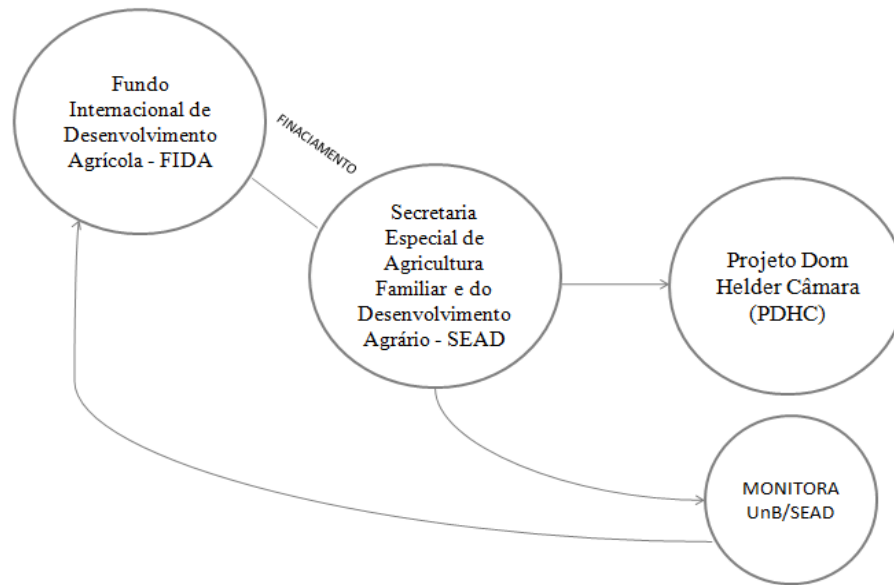 Fundo
Internacional de
Desenvolvimento
Agrícola - FIDA
FINACIAMENTO
Secretaria
Especial de
Agricultura
Familiar e do
Desenvolvimento
Agrário - SEAD
Projeto Dom
Helder Câmara
(PDHC)
MONITORA
UnB/SEAD